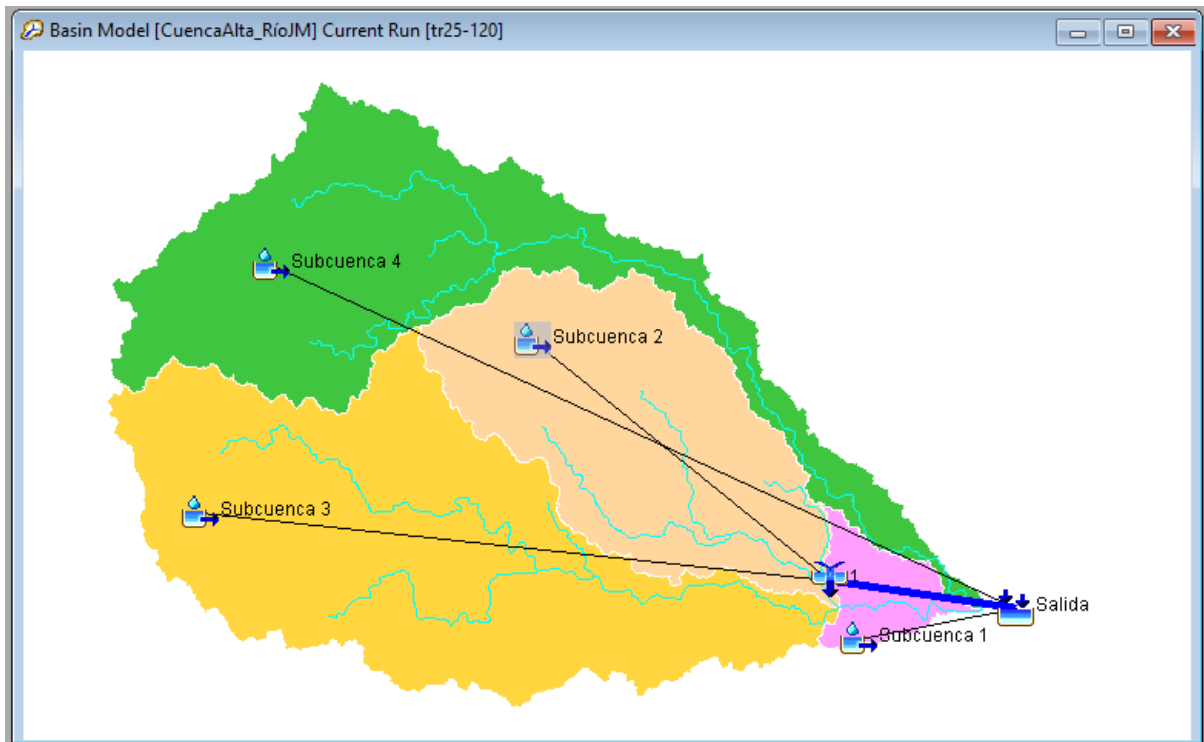 Basin Model [CuencaAlta_RíoJM] Current Run [tr25-120]
Subcuenca 4
Subcuenca 2
Subcuenca 3
1
Salida
Subcuenca 1